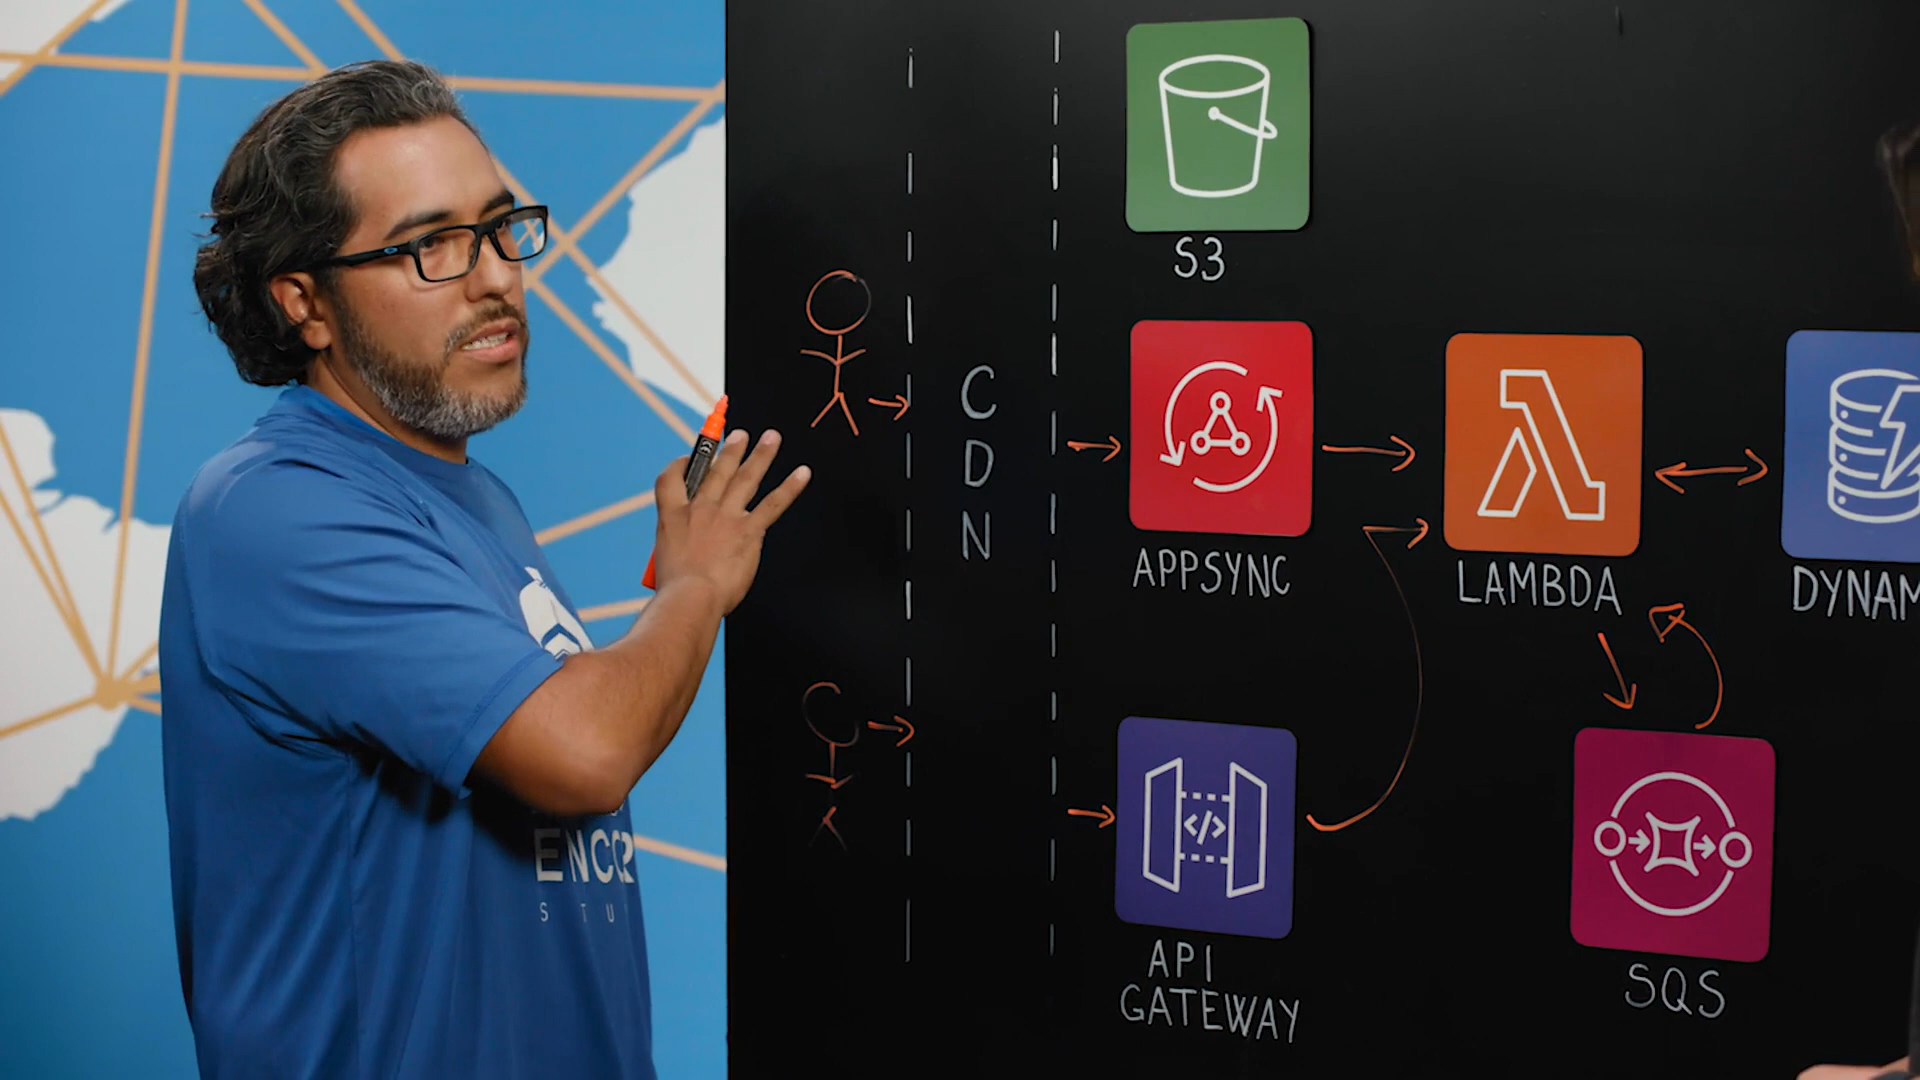 S3
C
D
N
APPSYNC
LAMBDA
DYNAM
API
GATEWAY
SQS